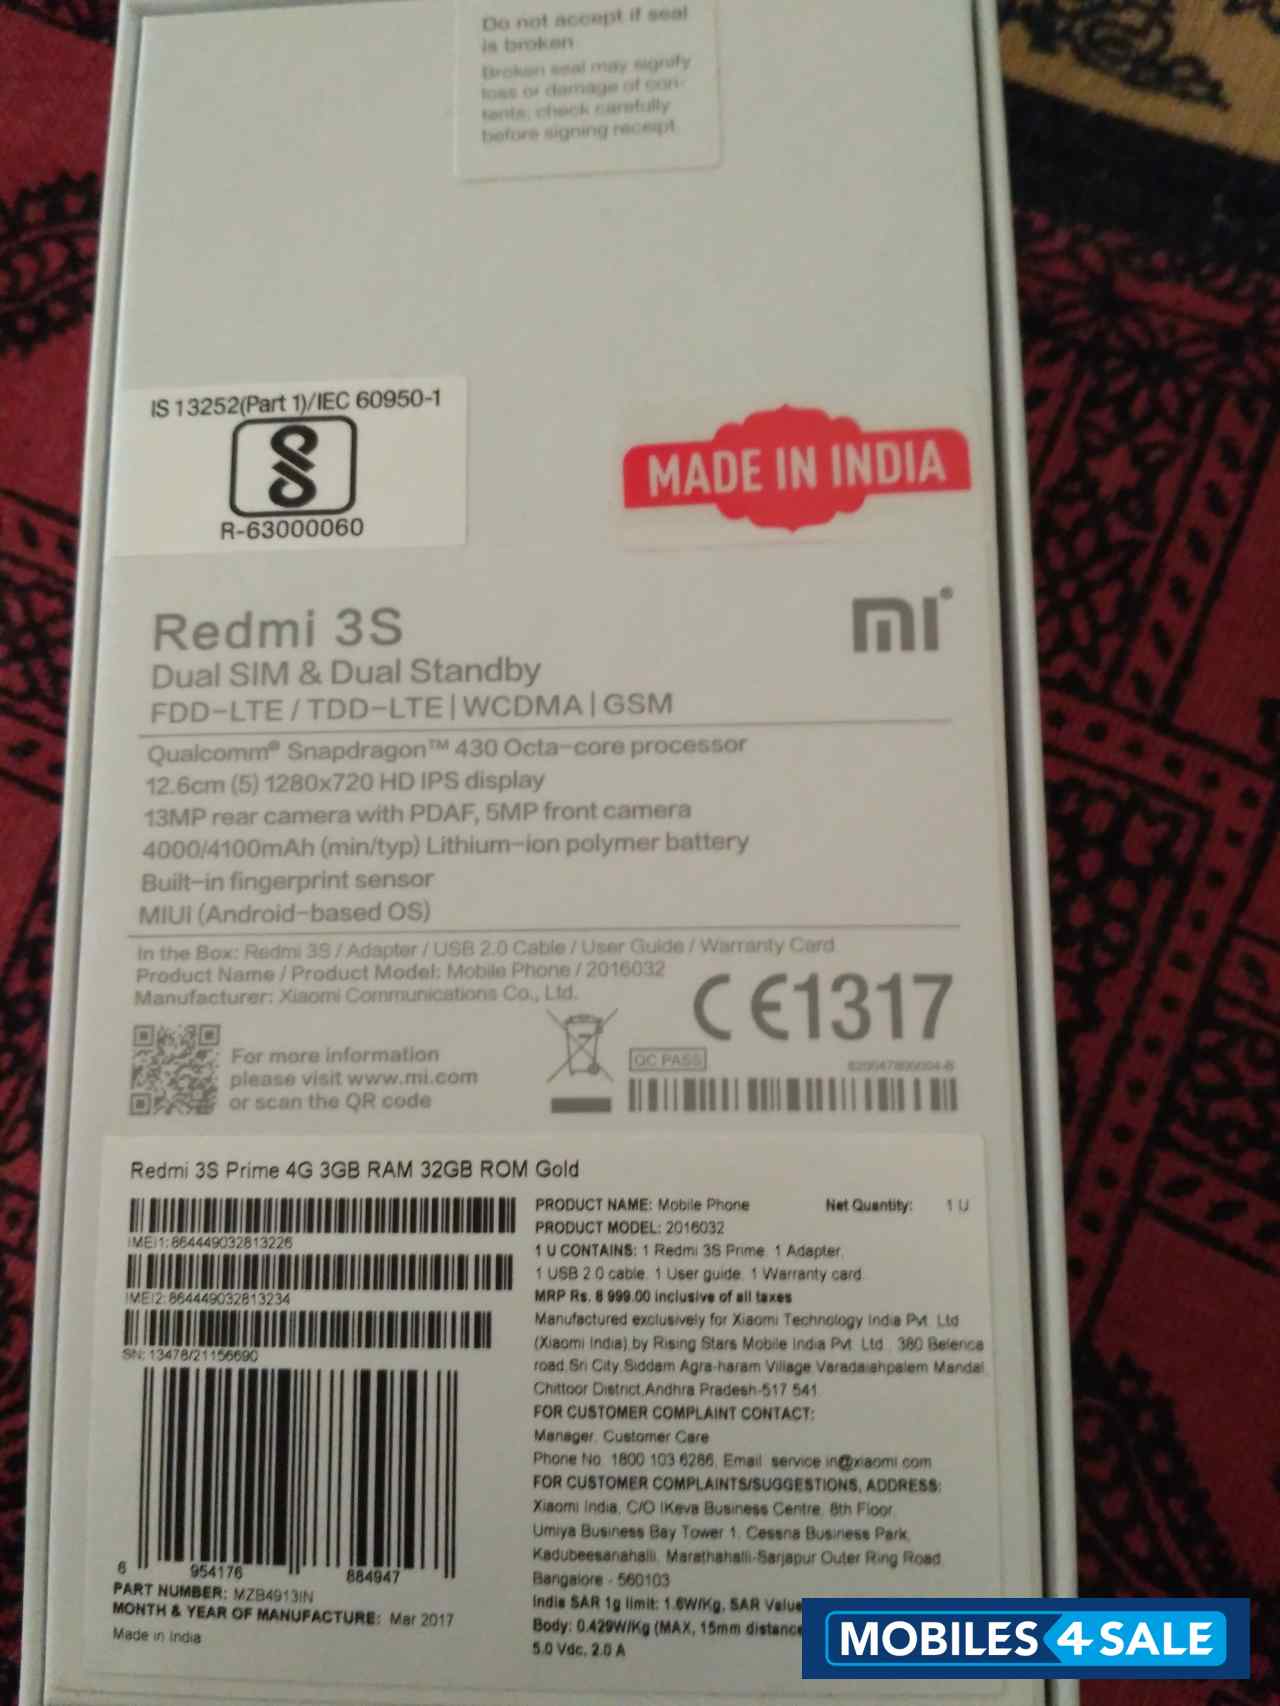 Do not accept if seal
is broken
Broken seal may signify
loss or damage of con-
tents; check carefully
before signing receipt.
IS 13252(Part 1)/IEC 60950-1
R-63000060
MADE IN INDIA
Redmi 3S
mi®
Dual SIM & Dual Standby
FDD-LTE / TDD-LTE | WCDMA | GSM
Qualcomm® Snapdragon™ 430 Octa-core processor
12.6cm (5) 1280x720 HD IPS display
13MP rear camera with PDAF, 5MP front camera
4000/4100mAh (min/typ) Lithium-ion polymer battery
Built-in fingerprint sensor
MIUI (Android-based OS)
In the Box: Redmi 3S / Adapter / USB 2.0 Cable / User Guide / Warranty Card
Product Name / Product Model: Mobile Phone / 2016032
Manufacturer: Xiaomi Communications Co., Ltd.
CE1317
For more information
please visit www.mi.com
or scan the QR code
QC PASS
Redmi 3S Prime 4G 3GB RAM 32GB ROM Gold
IMEI1: 864449032813226
IMEI2: 864449032813234
SN: 13478/21156690
6 954176 884947
PART NUMBER: MZB4913IN
MONTH & YEAR OF MANUFACTURE: Mar 2017
Made in India
PRODUCT NAME: Mobile Phone Net Quantity: 1 U
PRODUCT MODEL: 2016032
1 U CONTAINS: 1 Redmi 3S Prime, 1 Adapter,
1 USB 2.0 cable, 1 User guide, 1 Warranty card.
MRP Rs. 8 999.00 inclusive of all taxes
Manufactured exclusively for Xiaomi Technology India Pvt. Ltd
(Xiaomi India) by Rising Stars Mobile India Pvt. Ltd., 380 Belerica
road,Sri City,Siddam Agra-haram Village Varadaiahpalem Mandal,
Chittoor District,Andhra Pradesh-517 541
FOR CUSTOMER COMPLAINT CONTACT:
Manager, Customer Care
Phone No. 1800 103 6286, Email: service.in@xiaomi.com
FOR CUSTOMER COMPLAINTS/SUGGESTIONS, ADDRESS:
Xiaomi India, C/O IKeva Business Centre, 8th Floor,
Umiya Business Bay Tower 1, Cessna Business Park,
Kadubeesanahalli, Marathahalli-Sarjapur Outer Ring Road,
Bangalore - 560103
India SAR 1g limit: 1.6W/Kg, SAR Value
Body: 0.429W/Kg (MAX, 15mm distance
5.0 Vdc, 2.0 A
MOBILES 4 SALE